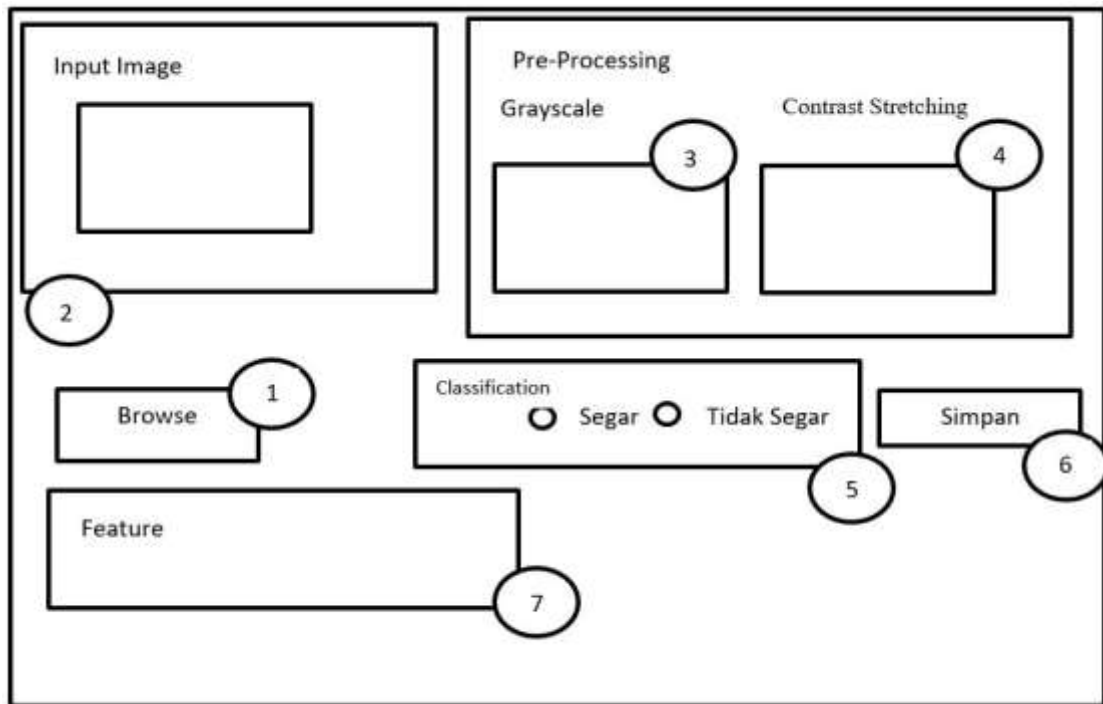 Input Image
2
Pre-Processing
Grayscale
Contrast Stretching
3
4
Browse
1
Classification
Segar
Tidak Segar
5
Simpan
6
Feature
7